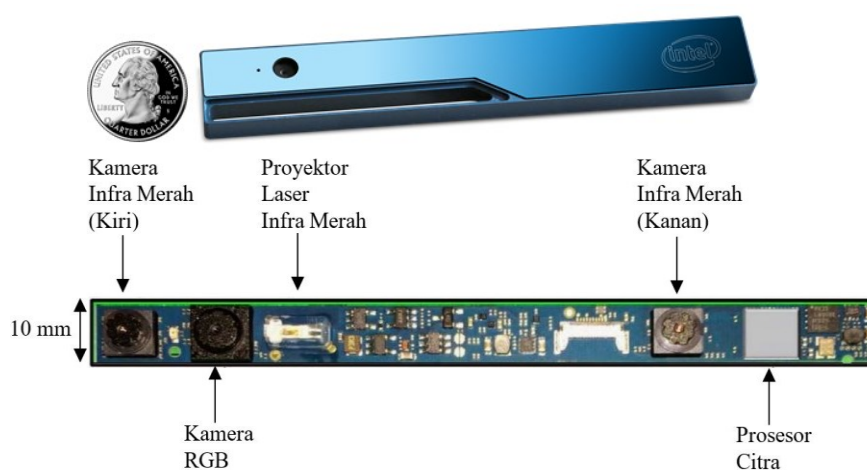 UNITED STATES OF AMERICA
LIBERTY
IN
GOD WE
TRUST
QUARTER DOLLAR
intel
Kamera
Infra Merah
(Kiri)
Proyektor
Laser
Infra Merah
Kamera
Infra Merah
(Kanan)
10 mm
Kamera
RGB
Prosesor
Citra